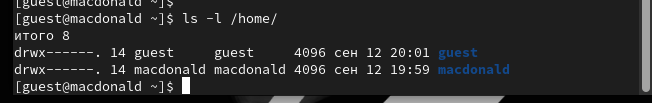 [guest@macdonald ~]$
[guest@macdonald ~]$ ls -l /home/
итого 8
drwx------. 14 guest     guest     4096 сен 12 20:01 guest
drwx------. 14 macdonald macdonald 4096 сен 12 19:59 macdonald
[guest@macdonald ~]$